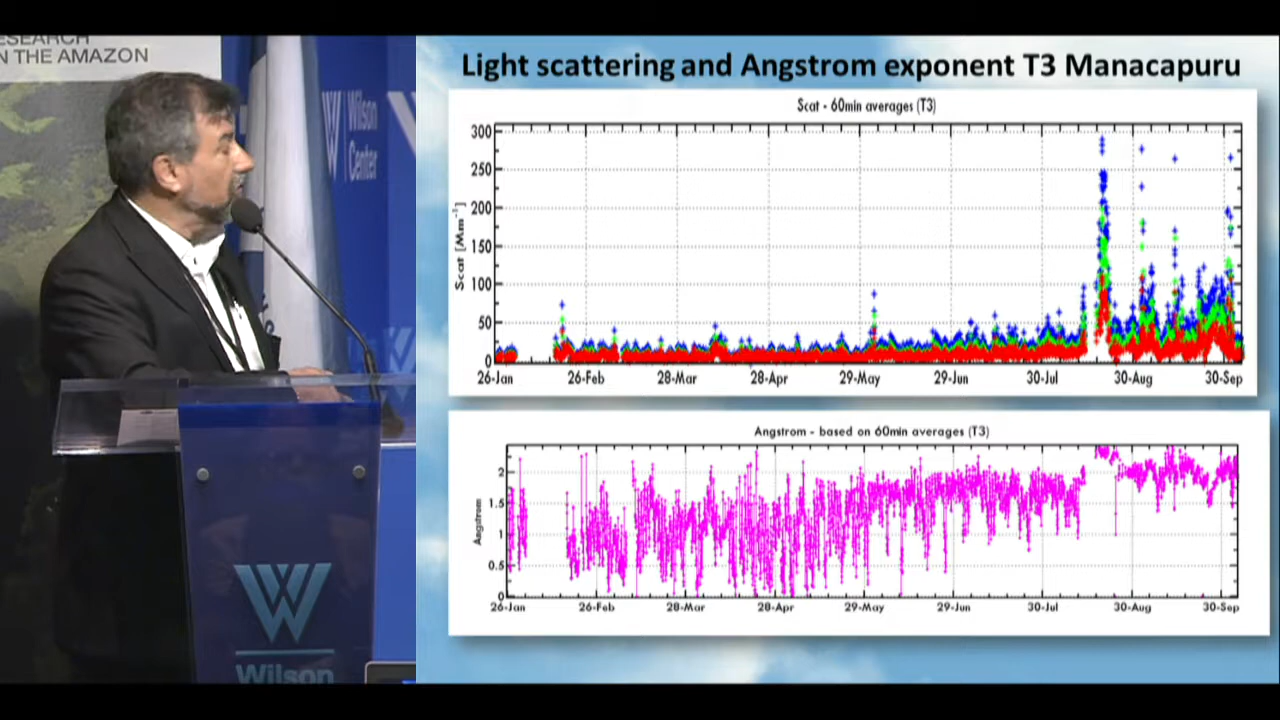 N THE AMAZON
Wilson
Center
Wilson
Light scattering and Angstrom exponent T3 Manacapuru
Scat - 60min averages (T3)
Scat [Mm⁻¹]
300
250
200
150
100
50
0
26-Jan 26-Feb 28-Mar 28-Apr 29-May 29-Jun 30-Jul 30-Aug 30-Sep
Angstrom - based on 60min averages (T3)
Angstrom
2
1.5
1
0.5
0
26-Jan 26-Feb 28-Mar 28-Apr 29-May 29-Jun 30-Jul 30-Aug 30-Sep